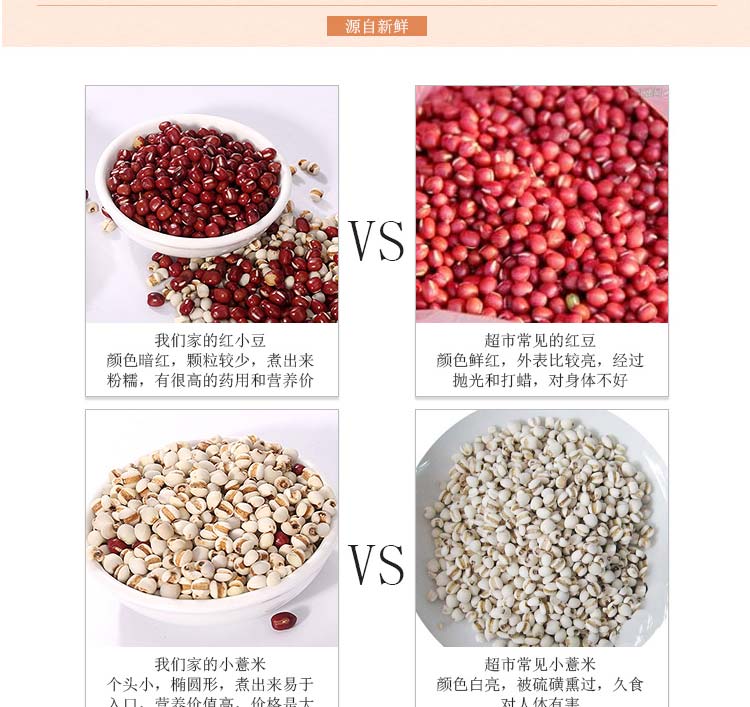 源自新鲜
VS
我们家的红小豆
颜色暗红，颗粒较少，煮出来
粉糯，有很高的药用和营养价
超市常见的红豆
颜色鲜红，外表比较亮，经过
抛光和打蜡，对身体不好
VS
我们家的小薏米
个头小，椭圆形，煮出来易于
入口，营养价值高，价格是大
超市常见小薏米
颜色白亮，被硫磺熏过，久食
对人体有害